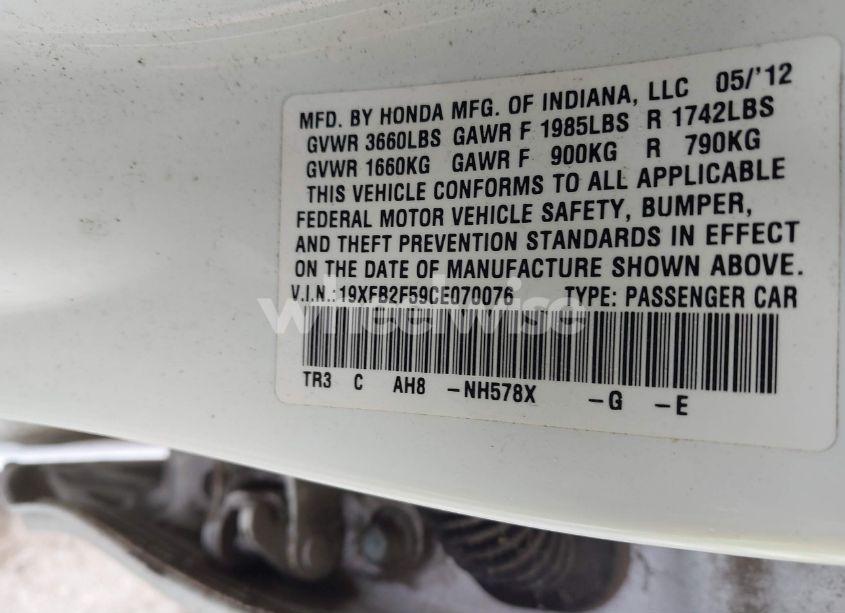 MFD. BY HONDA MFG. OF INDIANA, LLC 05/'12
GVWR 3660LBS GAWR F 1985LBS R 1742LBS
GVWR 1660KG GAWR F 900KG R 790KG
THIS VEHICLE CONFORMS TO ALL APPLICABLE
FEDERAL MOTOR VEHICLE SAFETY, BUMPER,
AND THEFT PREVENTION STANDARDS IN EFFECT
ON THE DATE OF MANUFACTURE SHOWN ABOVE.
V.I.N.:19XFB2F59CE070076 TYPE: PASSENGER CAR
wheelwise
TR3 C AH8 -NH578X -G -E